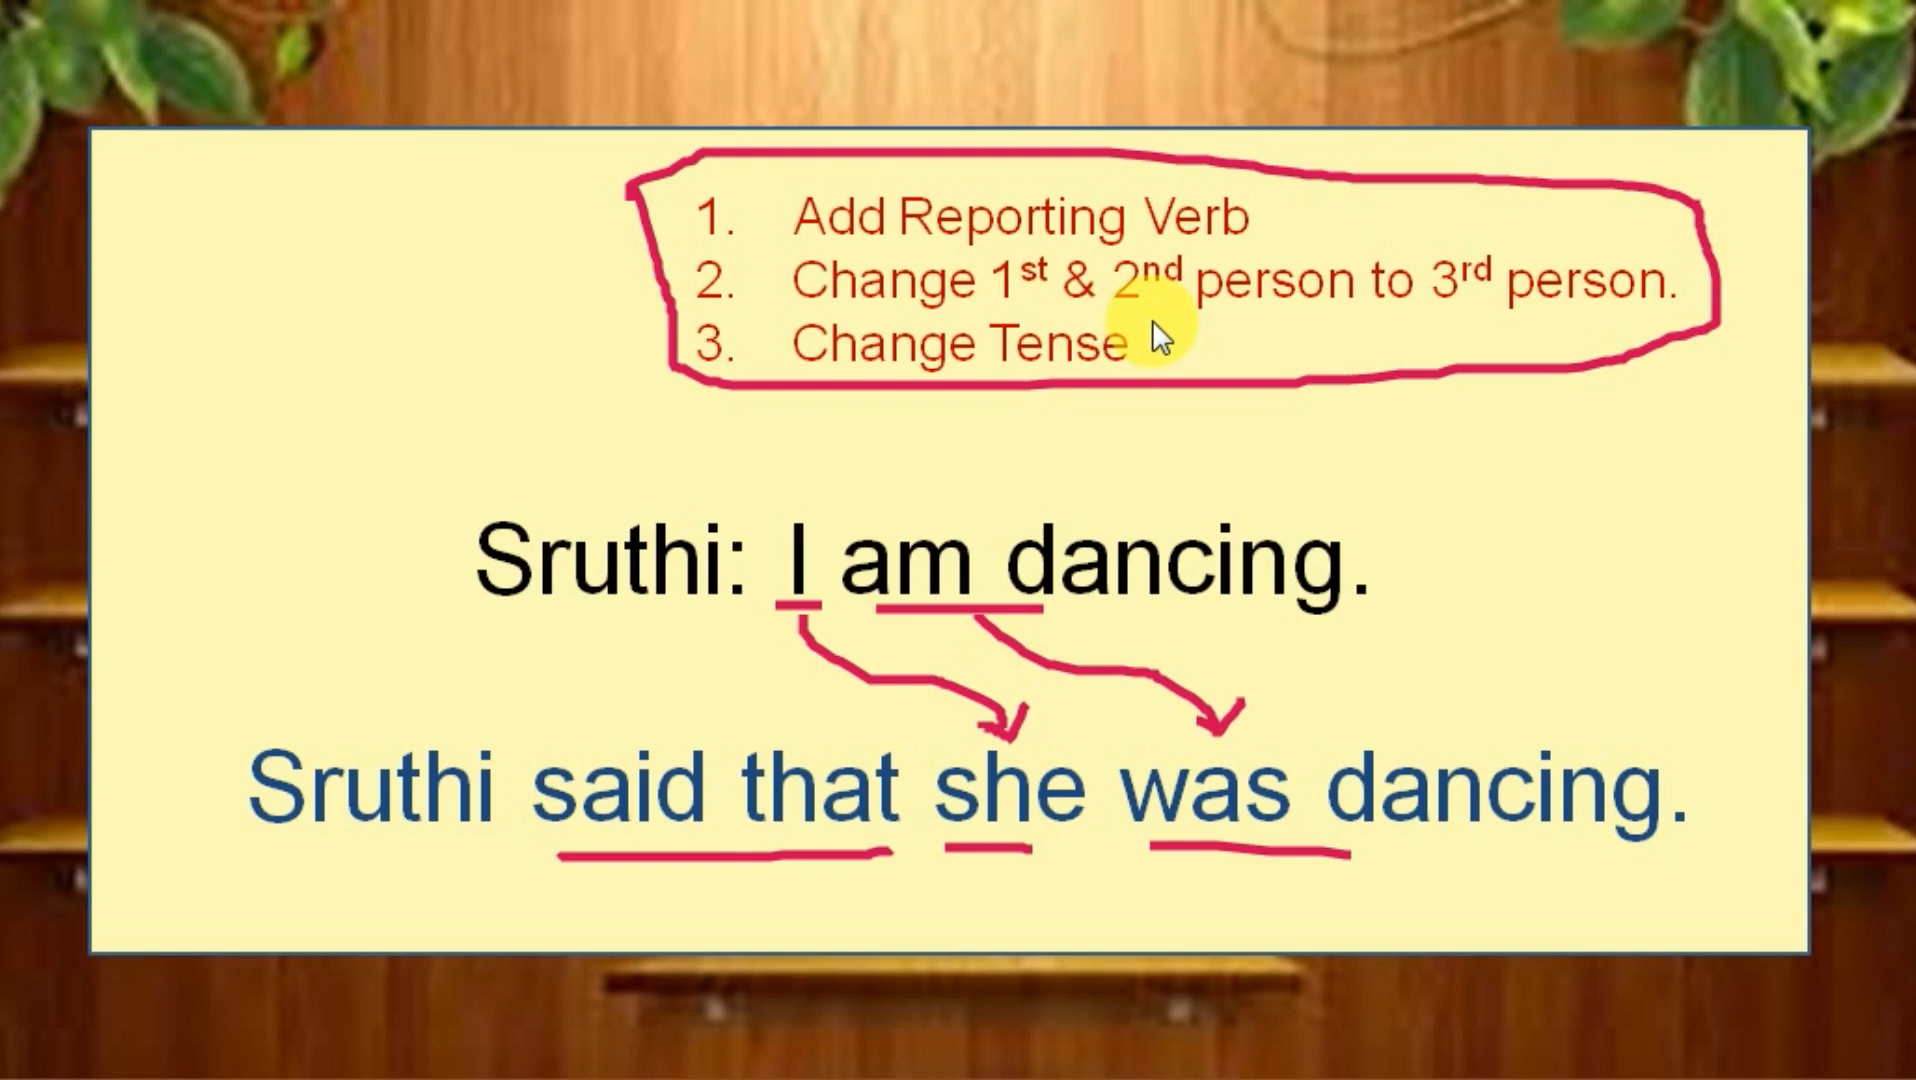 1. Add Reporting Verb
2. Change 1st & 2nd person to 3rd person.
3. Change Tense
Sruthi: I am dancing.
Sruthi said that she was dancing.